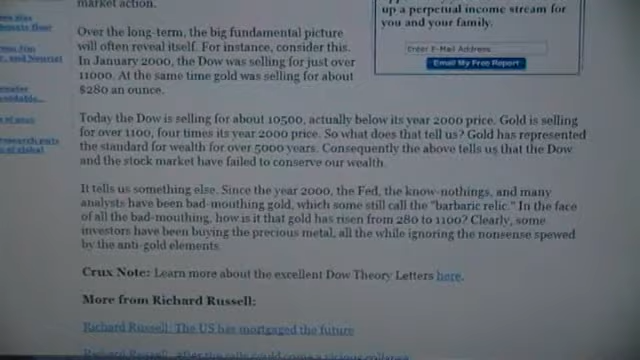 market action.
up a perpetual income stream for
you and your family.
Enter E-Mail Address
Email My Free Report
Over the long-term, the big fundamental picture
will often reveal itself. For instance, consider this.
In January 2000, the Dow was selling for just over
11000. At the same time gold was selling for about
$280 an ounce.
Today the Dow is selling for about 10500, actually below its year 2000 price. Gold is selling
for over 1100, four times its year 2000 price. So what does that tell us? Gold has represented
the standard for wealth for over 5000 years. Consequently the above tells us that the Dow
and the stock market have failed to conserve our wealth.
It tells us something else. Since the year 2000, the Fed, the know-nothings, and many
analysts have been bad-mouthing gold, which some still call the "barbaric relic." In the face
of all the bad-mouthing, how is it that gold has risen from 280 to 1100? Clearly, some
investors have been buying the precious metal, all the while ignoring the nonsense spewed
by the anti-gold elements.
Crux Note: Learn more about the excellent Dow Theory Letters here.
More from Richard Russell:
Richard Russell: The US has mortgaged the future